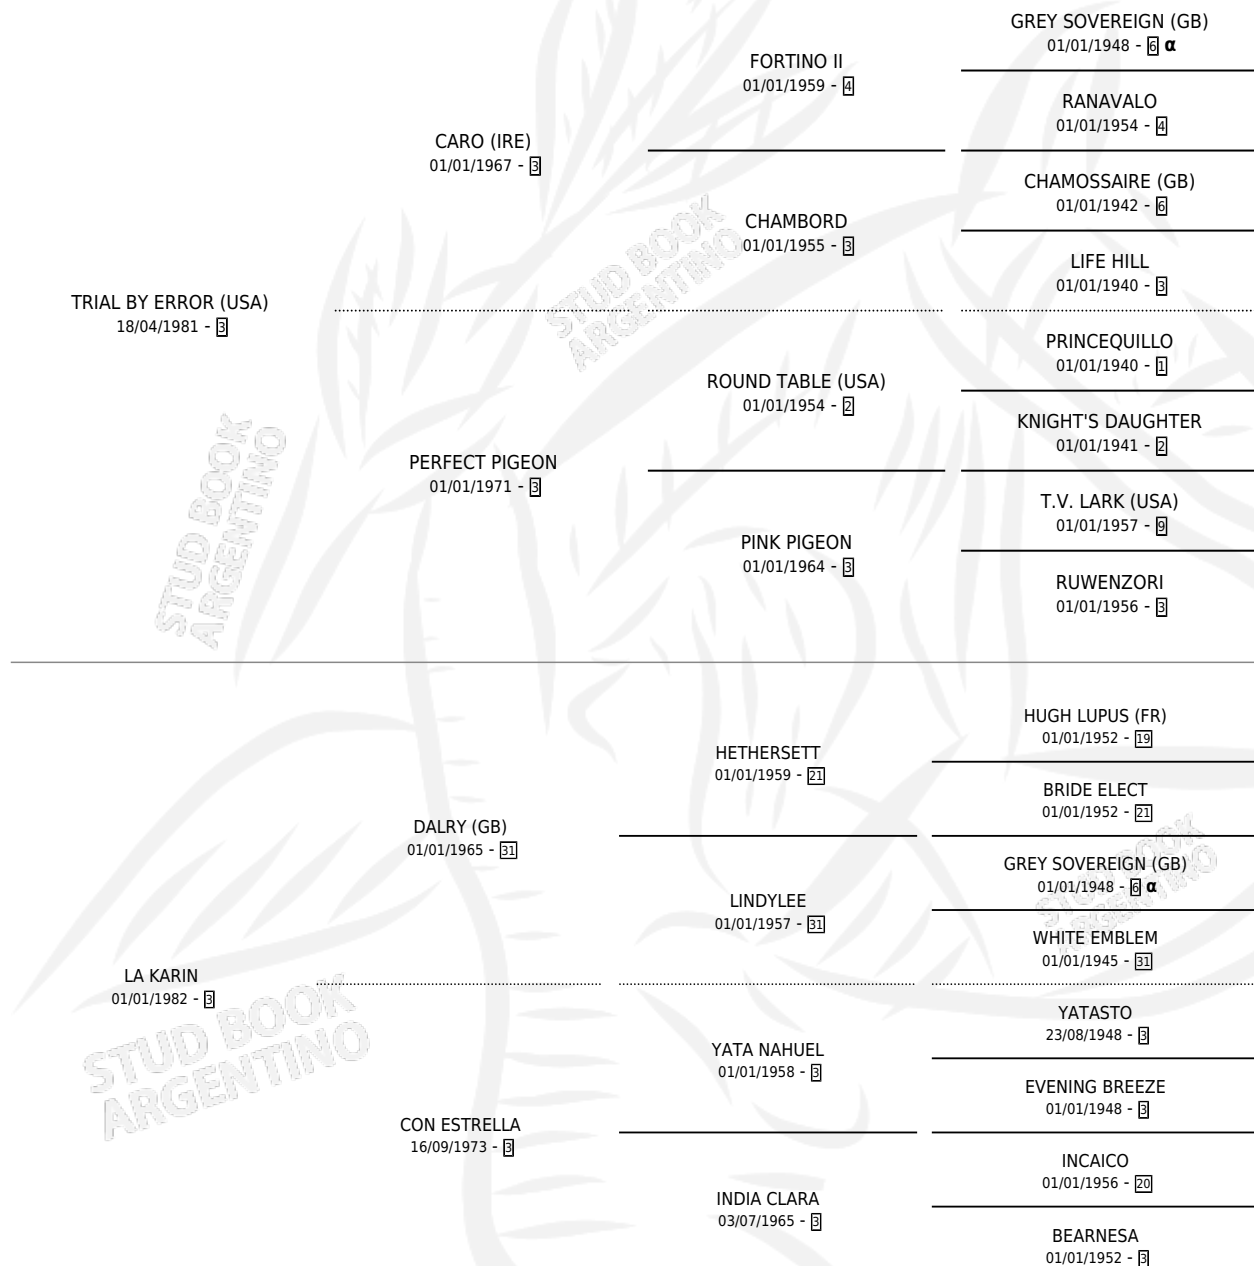 GREY SOVEREIGN (GB)
01/01/1948 - 6 α
FORTINO II
01/01/1959 - 4
RANAVALO
01/01/1954 - 4
CARO (IRE)
01/01/1967 - 3
CHAMOSSAIRE (GB)
01/01/1942 - 6
CHAMBORD
01/01/1955 - 3
LIFE HILL
01/01/1940 - 3
TRIAL BY ERROR (USA)
18/04/1981 - 3
PRINCEQUILLO
01/01/1940 - 1
ROUND TABLE (USA)
01/01/1954 - 2
KNIGHT'S DAUGHTER
01/01/1941 - 2
PERFECT PIGEON
01/01/1971 - 3
T.V. LARK (USA)
01/01/1957 - 9
PINK PIGEON
01/01/1964 - 3
RUWENZORI
01/01/1956 - 3
HUGH LUPUS (FR)
01/01/1952 - 19
HETHERSETT
01/01/1959 - 21
BRIDE ELECT
01/01/1952 - 21
DALRY (GB)
01/01/1965 - 31
GREY SOVEREIGN (GB)
01/01/1948 - 6 α
LINDYLEE
01/01/1957 - 31
WHITE EMBLEM
01/01/1945 - 31
LA KARIN
01/01/1982 - 3
YATASTO
23/08/1948 - 3
YATA NAHUEL
01/01/1958 - 3
EVENING BREEZE
01/01/1948 - 3
CON ESTRELLA
16/09/1973 - 3
INCAICO
01/01/1956 - 20
INDIA CLARA
03/07/1965 - 3
BEARNESA
01/01/1952 - 3
STUD BOOK
ARGENTINO
STUD BOOK
ARGENTINO
STUD BOOK
ARGENTINO
STUD BOOK
ARGENTINO